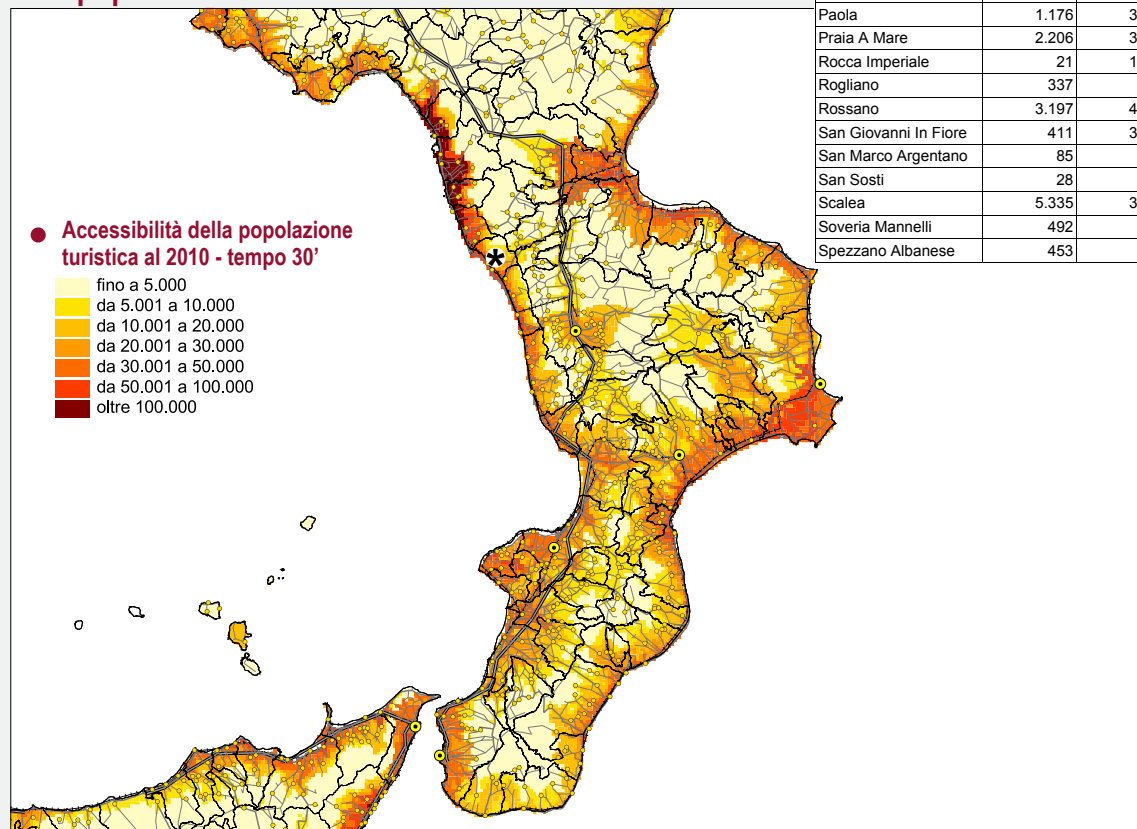 Paola 1.176 3
Praia A Mare 2.206 3
Rocca Imperiale 21 1
Rogliano 337
Rossano 3.197 4
San Giovanni In Fiore 411 3
San Marco Argentano 85
San Sosti 28
Scalea 5.335 3
Soveria Mannelli 492
Spezzano Albanese 453
● Accessibilità della popolazione
turistica al 2010 - tempo 30’
fino a 5.000
da 5.001 a 10.000
da 10.001 a 20.000
da 20.001 a 30.000
da 30.001 a 50.000
da 50.001 a 100.000
oltre 100.000
*